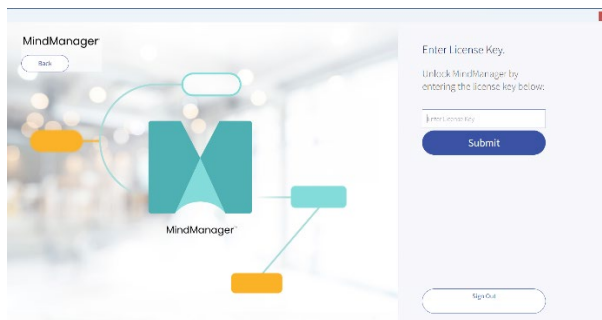 MindManager
Back
MindManager
Enter License Key.
Unlock MindManager by
entering the license key below:
Enter License Key
Submit
Sign Out